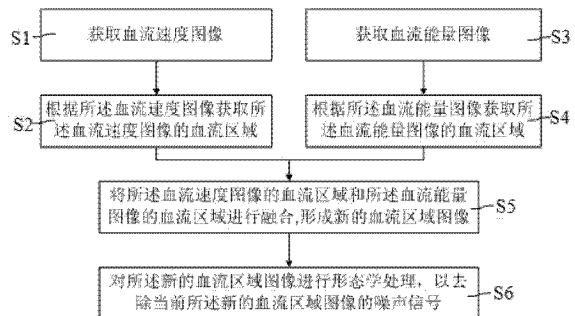 S1
获取血流速度图像
获取血流能量图像
S3
S2
根据所述血流速度图像获取所
述血流速度图像的血流区域
根据所述血流能量图像获取所
述血流能量图像的血流区域
S4
将所述血流速度图像的血流区域和所述血流能量
图像的血流区域进行融合,形成新的血流区域图像
S5
对所述新的血流区域图像进行形态学处理，以去
除当前所述新的血流区域图像的噪声信号
S6